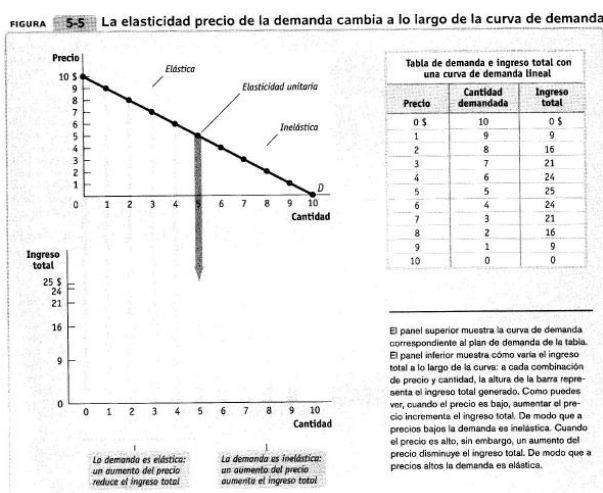 FIGURA 5-5 La elasticidad precio de la demanda cambia a lo largo de la curva de demanda
Precio
10 $
9
8
7
6
5
4
3
2
1
Elástica
Elasticidad unitaria
Inelástica
D
0 1 2 3 4 5 6 7 8 9 10
Cantidad
Ingreso
total
25 $
24
21
16
9
0
0 1 2 3 4 5 6 7 8 9 10
Cantidad
La demanda es elástica:
un aumento del precio
reduce el ingreso total
La demanda es inelástica:
un aumento del precio
aumenta el ingreso total
Tabla de demanda e ingreso total con
una curva de demanda lineal
Precio Cantidad demandada Ingreso total
0 $ 10 0 $
1 9 9
2 8 16
3 7 21
4 6 24
5 5 25
6 4 24
7 3 21
8 2 16
9 1 9
10 0 0
El panel superior muestra la curva de demanda
correspondiente al plan de demanda de la tabla.
El panel inferior muestra cómo varía el ingreso
total a lo largo de la curva: a cada combinación
de precio y cantidad, la altura de la barra repre-
senta el ingreso total generado. Como puedes
ver, cuando el precio es bajo, aumentar el pre-
cio incrementa el ingreso total. De modo que a
precios bajos la demanda es inelástica. Cuando
el precio es alto, sin embargo, un aumento del
precio disminuye el ingreso total. De modo que a
precios altos la demanda es elástica.